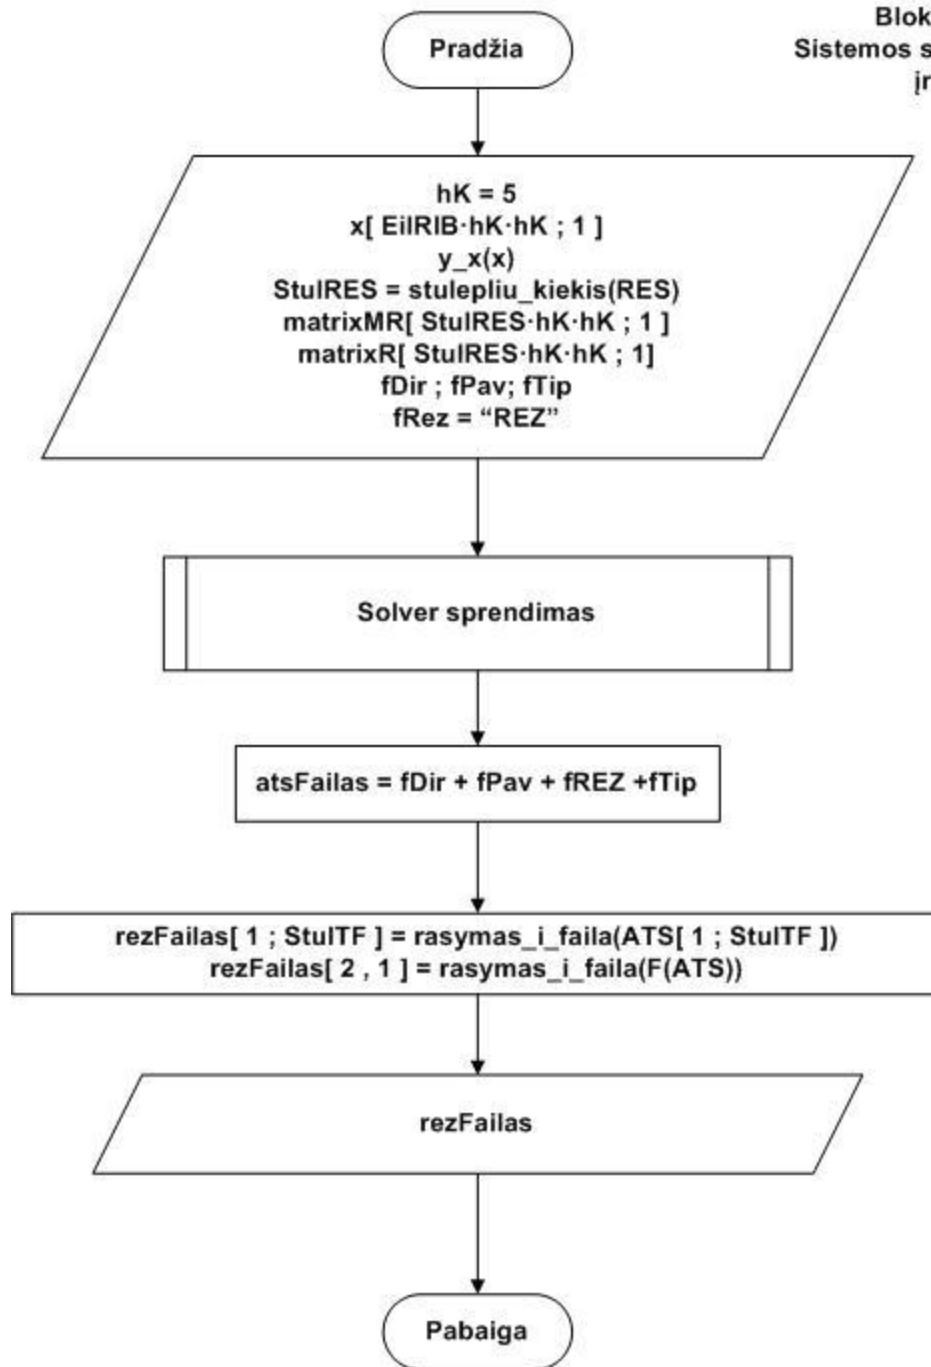 Blok
Sistemos s
įr
Pradžia
hK = 5
x[ EilRIB·hK·hK ; 1 ]
y_x(x)
StulRES = stulepliu_kiekis(RES)
matrixMR[ StulRES·hK·hK ; 1 ]
matrixR[ StulRES·hK·hK ; 1]
fDir ; fPav; fTip
fRez = “REZ”
Solver sprendimas
atsFailas = fDir + fPav + fREZ +fTip
rezFailas[ 1 ; StulTF ] = rasymas_i_faila(ATS[ 1 ; StulTF ])
rezFailas[ 2 , 1 ] = rasymas_i_faila(F(ATS))
rezFailas
Pabaiga